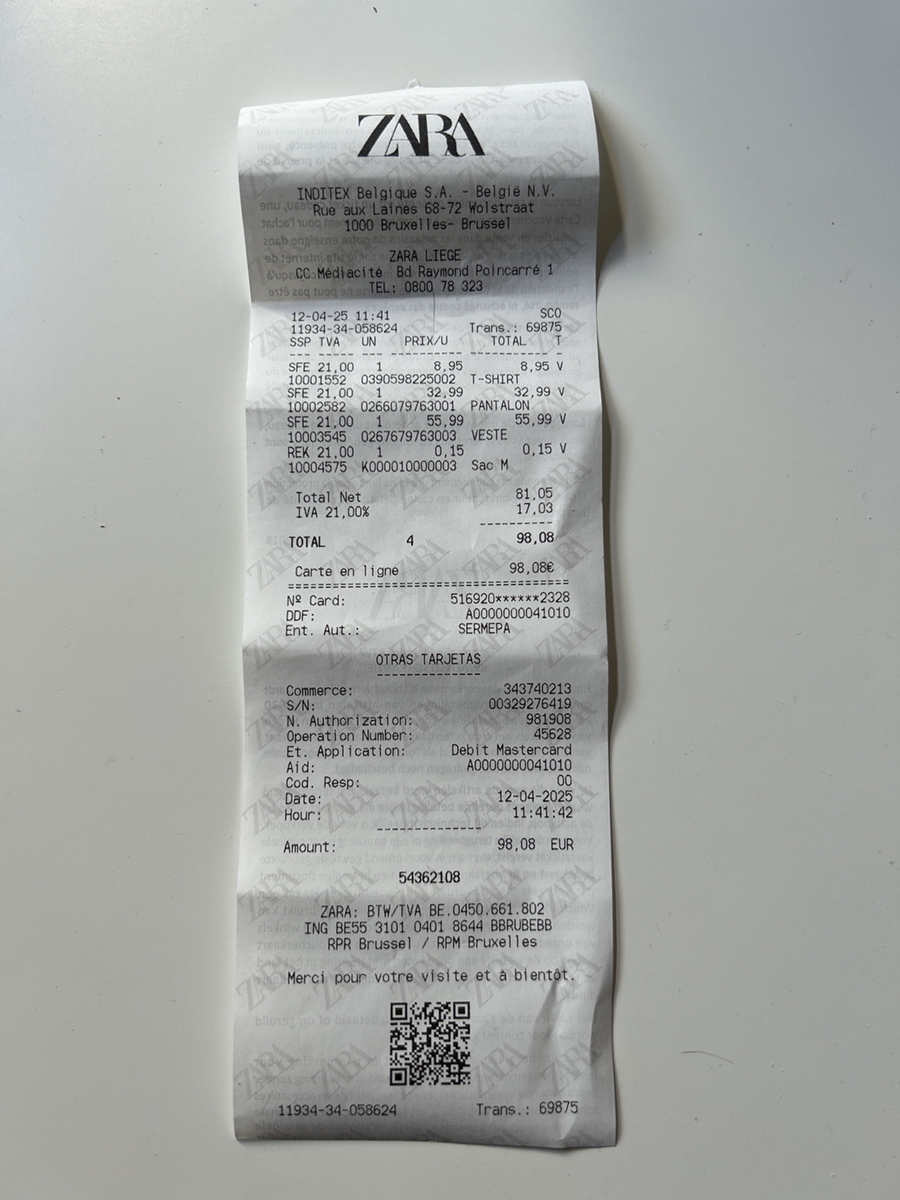 ZARA
INDITEX Belgique S.A. - België N.V.
Rue aux Laines 68-72 Wolstraat
1000 Bruxelles- Brussel
ZARA LIEGE
CC Médiacité Bd Raymond Poincarré 1
TEL: 0800 78 323
12-04-25 11:41 SCO
11934-34-058624 Trans.: 69875
SSP TVA UN PRIX/U TOTAL T
--- ----- --- ---------- ---------- -
SFE 21,00 1 8,95 8,95 V
10001552 0390598225002 T-SHIRT
SFE 21,00 1 32,99 32,99 V
10002582 0266079763001 PANTALON
SFE 21,00 1 55,99 55,99 V
10003545 0267679763003 VESTE
REK 21,00 1 0,15 0,15 V
10004575 K000010000003 Sac M
Total Net 81,05
IVA 21,00% 17,03
----------
TOTAL 4 98,08
Carte en ligne 98,08€
========================================
Nº Card: 516920******2328
DDF: A0000000041010
Ent. Aut.: SERMEPA
OTRAS TARJETAS
--------------
Commerce: 343740213
S/N: 00329276419
N. Authorization: 981908
Operation Number: 45628
Et. Application: Debit Mastercard
Aid: A0000000041010
Cod. Resp: 00
Date: 12-04-2025
Hour: 11:41:42
--------------
Amount: 98,08 EUR
54362108
ZARA: BTW/TVA BE.0450.661.802
ING BE55 3101 0401 8644 BBRUBEBB
RPR Brussel / RPM Bruxelles
Merci pour votre visite et à bientôt.
11934-34-058624 Trans.: 69875